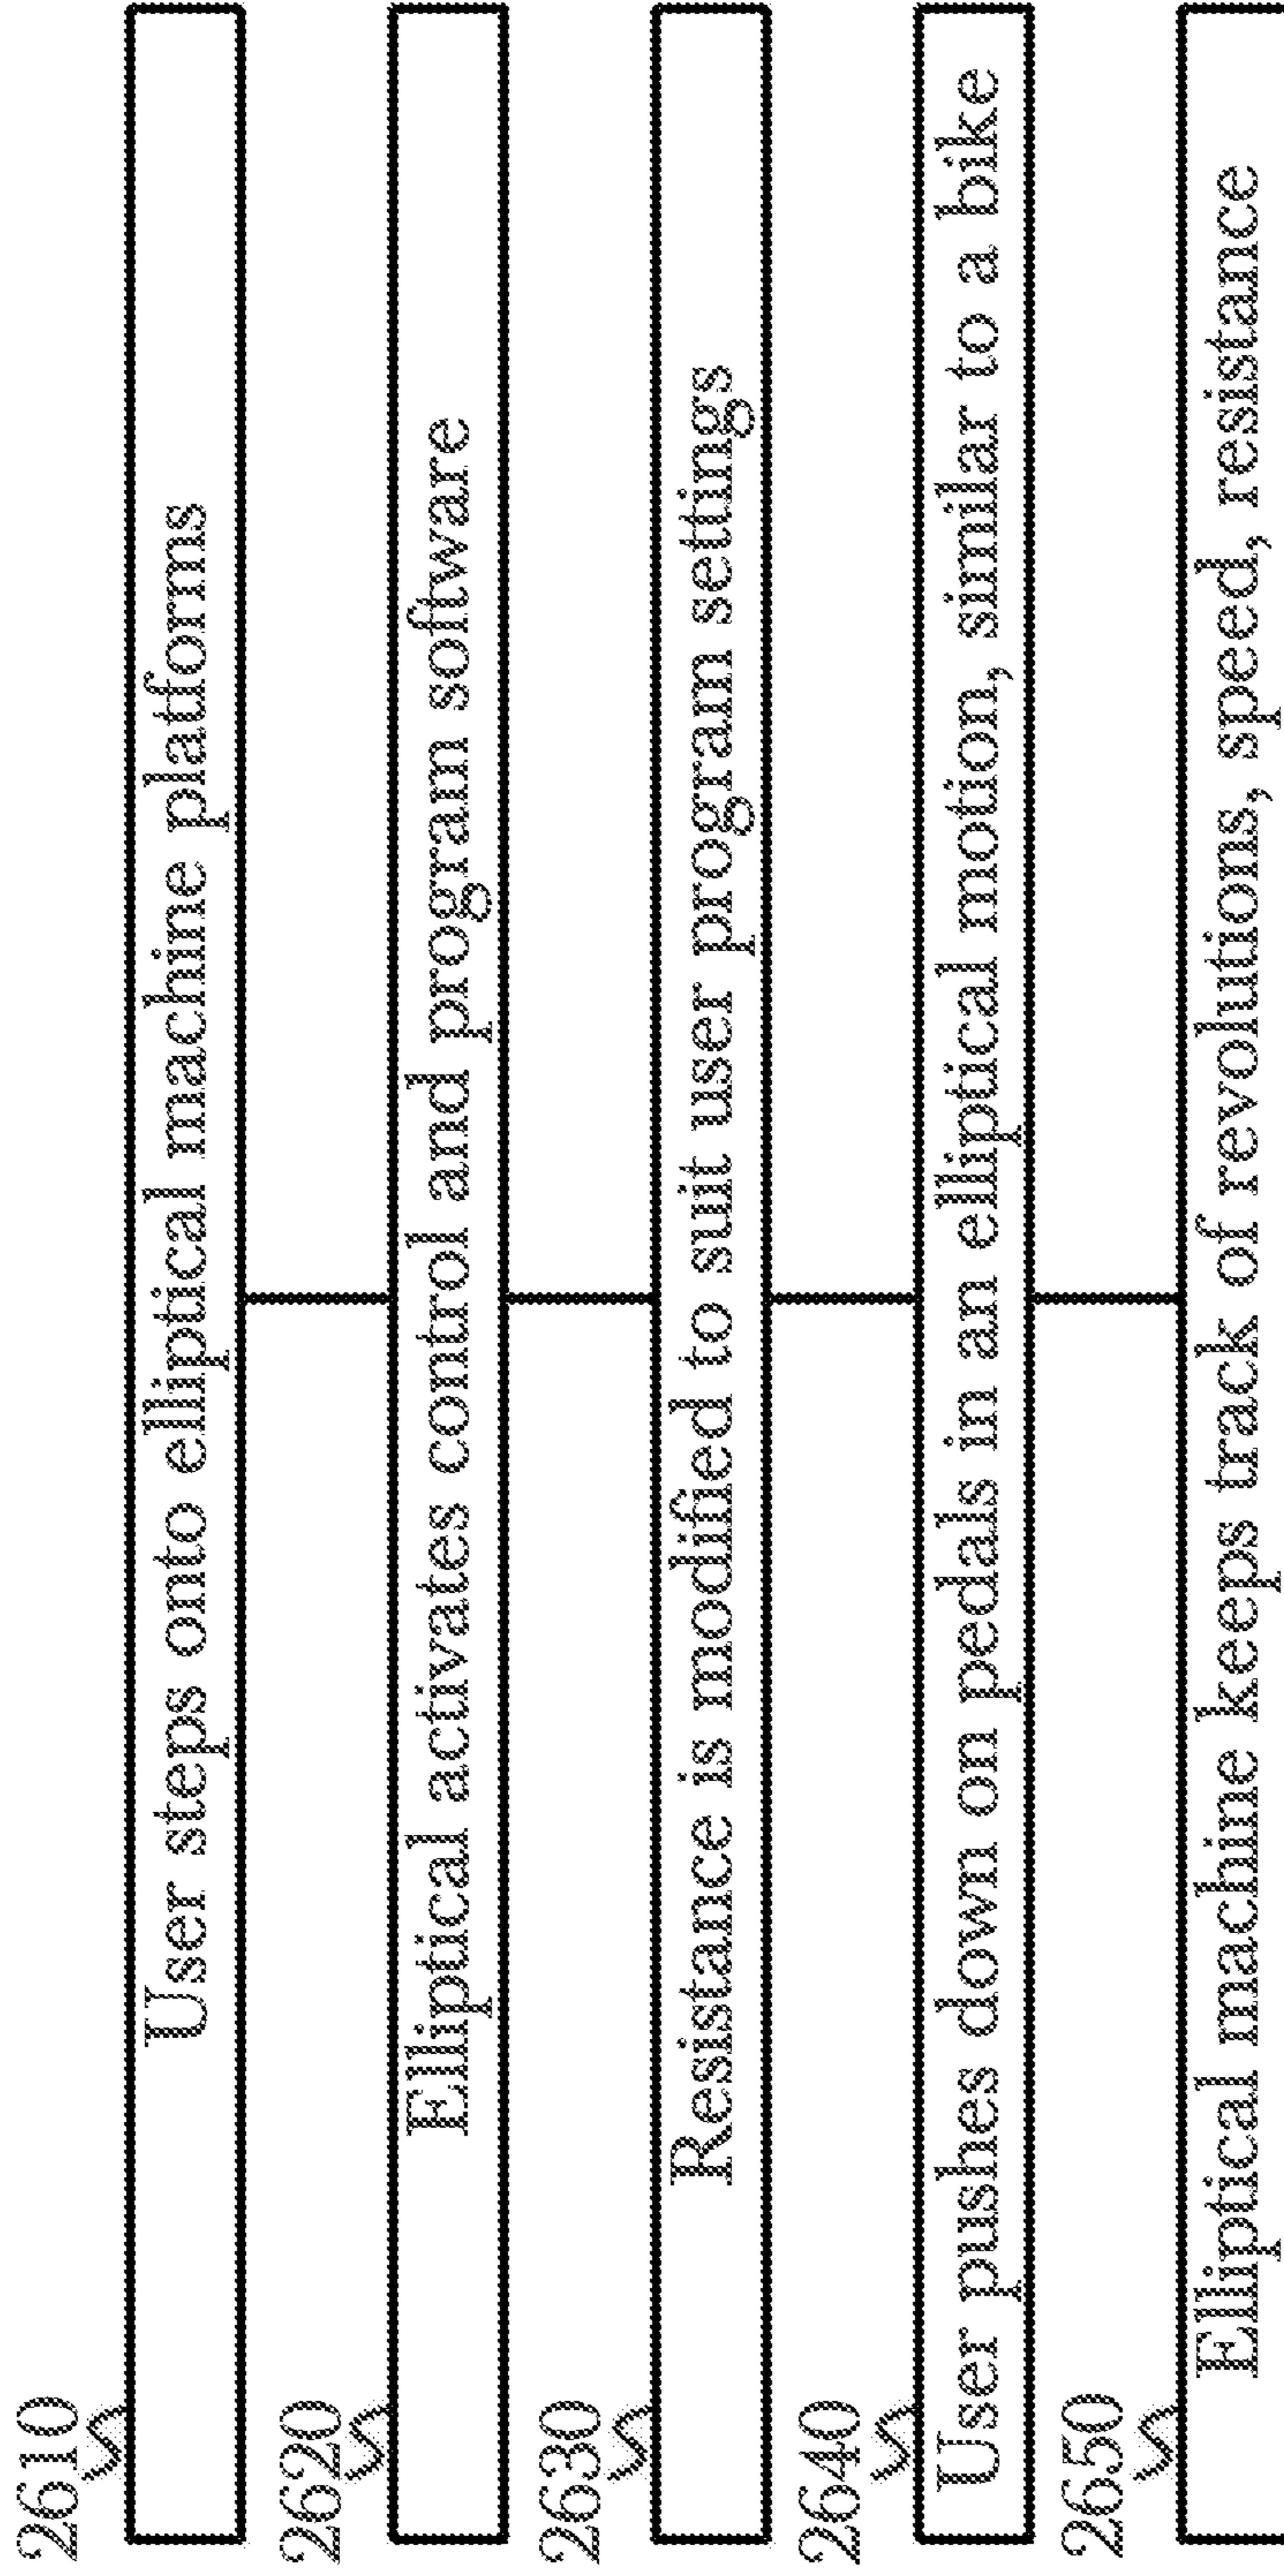 2610
User steps onto elliptical machine platforms
2620
Elliptical activates control and program software
2630
Resistance is modified to suit user program settings
2640
User pushes down on pedals in an elliptical motion, similar to a bike
2650
Elliptical machine keeps track of revolutions, speed, resistance